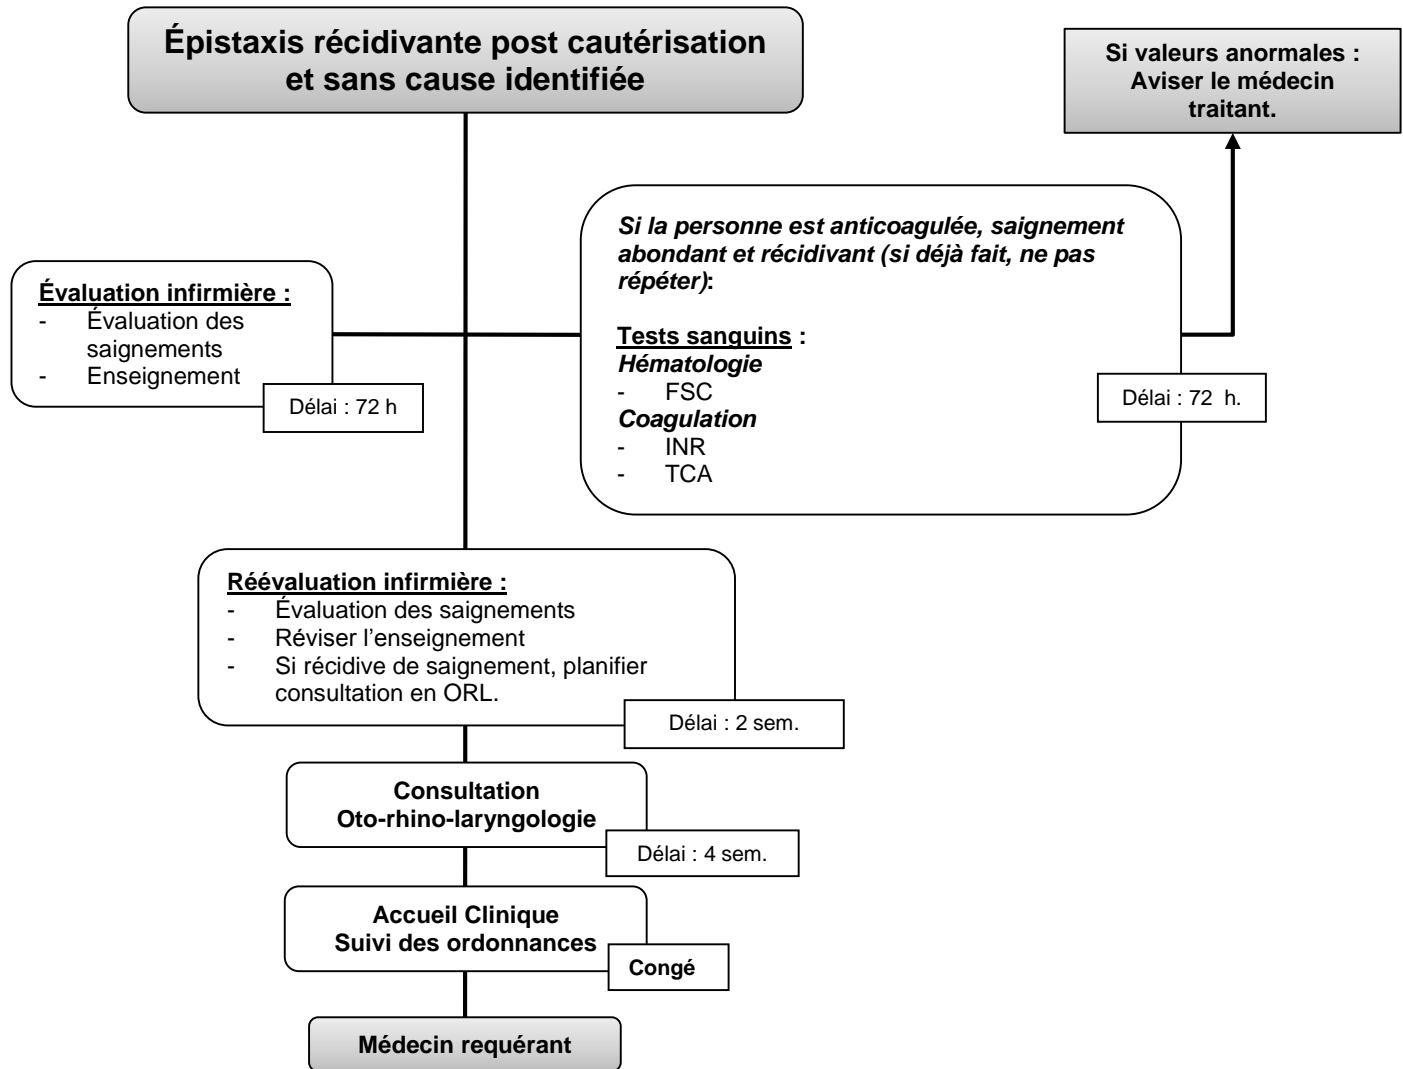 Épistaxis récidivante post cautérisation
et sans cause identifiée
Si valeurs anormales :
Aviser le médecin
traitant.
Évaluation infirmière :
- Évaluation des
saignements
- Enseignement
Délai : 72 h
Si la personne est anticoagulée, saignement
abondant et récidivant (si déjà fait, ne pas
répéter):
Tests sanguins :
Hématologie
- FSC
Coagulation
- INR
- TCA
Délai : 72 h.
Réévaluation infirmière :
- Évaluation des saignements
- Réviser l’enseignement
- Si récidive de saignement, planifier
consultation en ORL.
Délai : 2 sem.
Consultation
Oto-rhino-laryngologie
Délai : 4 sem.
Accueil Clinique
Suivi des ordonnances
Congé
Médecin requérant